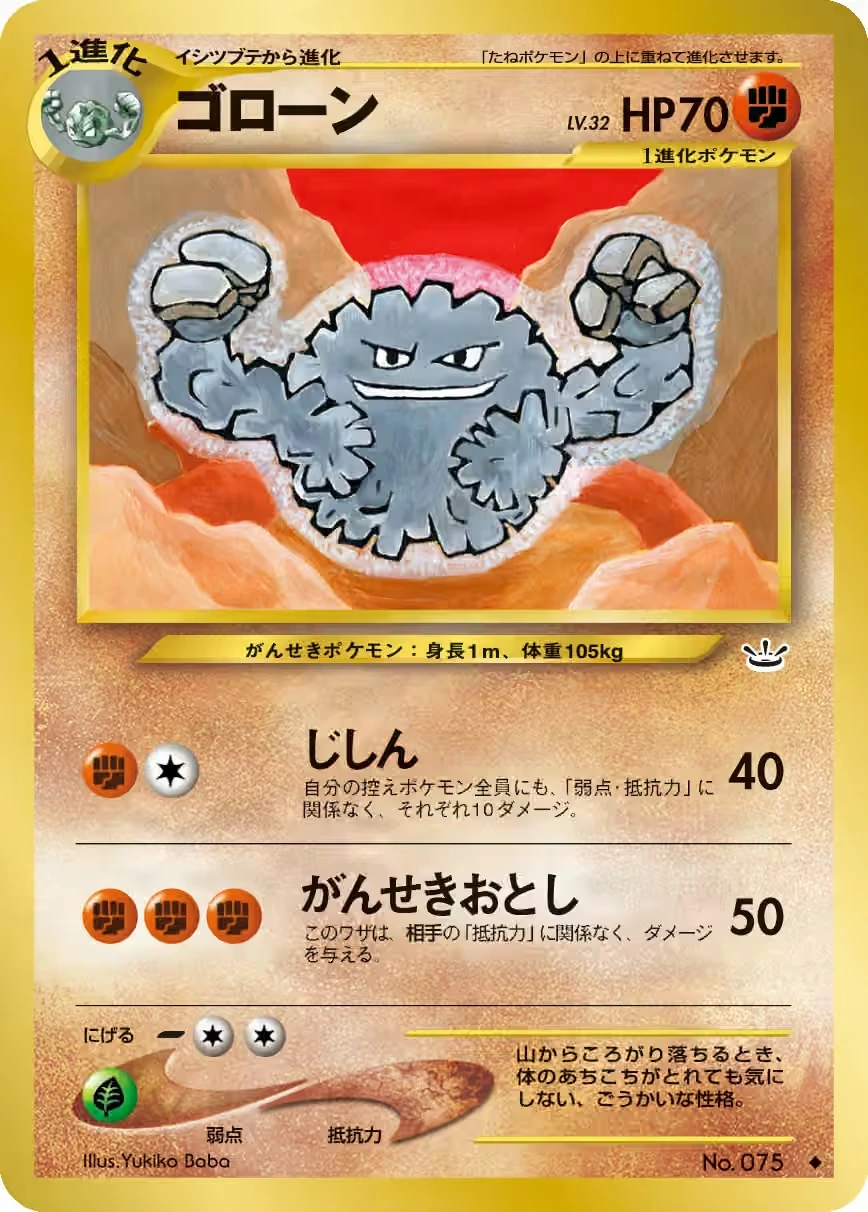 1進化
イシツブテから進化
「たねポケモン」の上に重ねて進化させます。
ゴローン
LV.32 HP70
1進化ポケモン
がんせきポケモン：身長1m、体重105kg
じしん
40
自分の控えポケモン全員にも、「弱点・抵抗力」に
関係なく、それぞれ10ダメージ。
がんせきおとし
50
このワザは、相手の「抵抗力」に関係なく、ダメージ
を与える。
にげる
山からころがり落ちるとき、
体のあちこちがとれても気に
しない、ごうかいな性格。
弱点
抵抗力
Illus.Yukiko Baba
No. 075